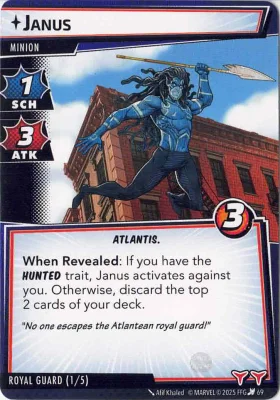 Janus
MINION
1
SCH
3
ATK
3
ATLANTIS.
When Revealed: If you have the
HUNTED trait, Janus activates against
you. Otherwise, discard the top
2 cards of your deck.
"No one escapes the Atlantean royal guard!"
ROYAL GUARD (1/5)
Afif Khaled © MARVEL © 2025 FFG 69